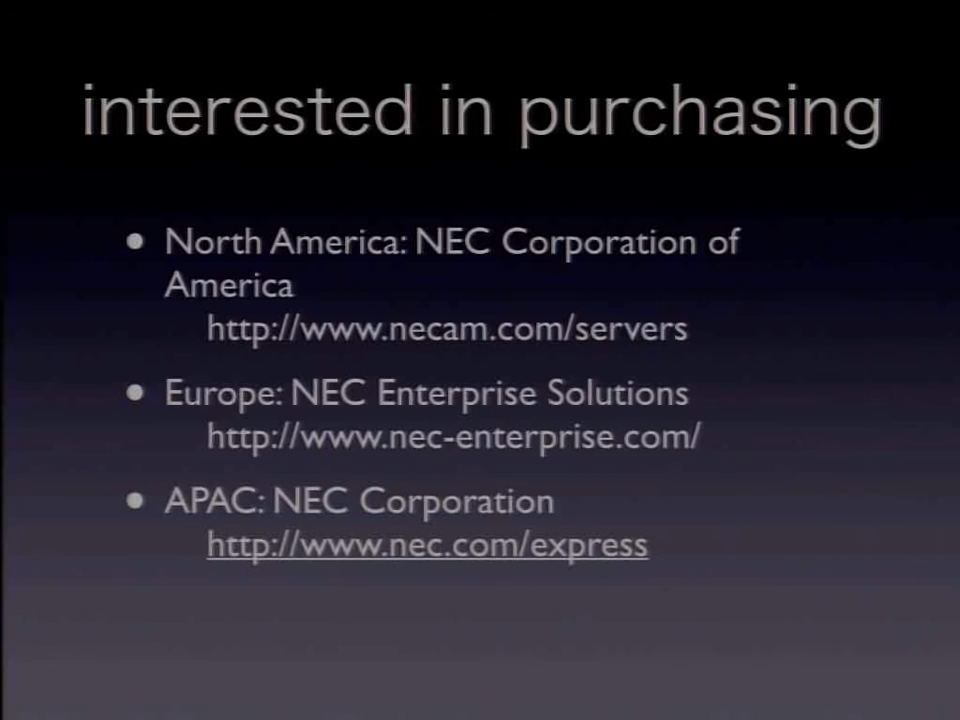 interested in purchasing
• North America: NEC Corporation of
America
http://www.necam.com/servers
• Europe: NEC Enterprise Solutions
http://www.nec-enterprise.com/
• APAC: NEC Corporation
http://www.nec.com/express